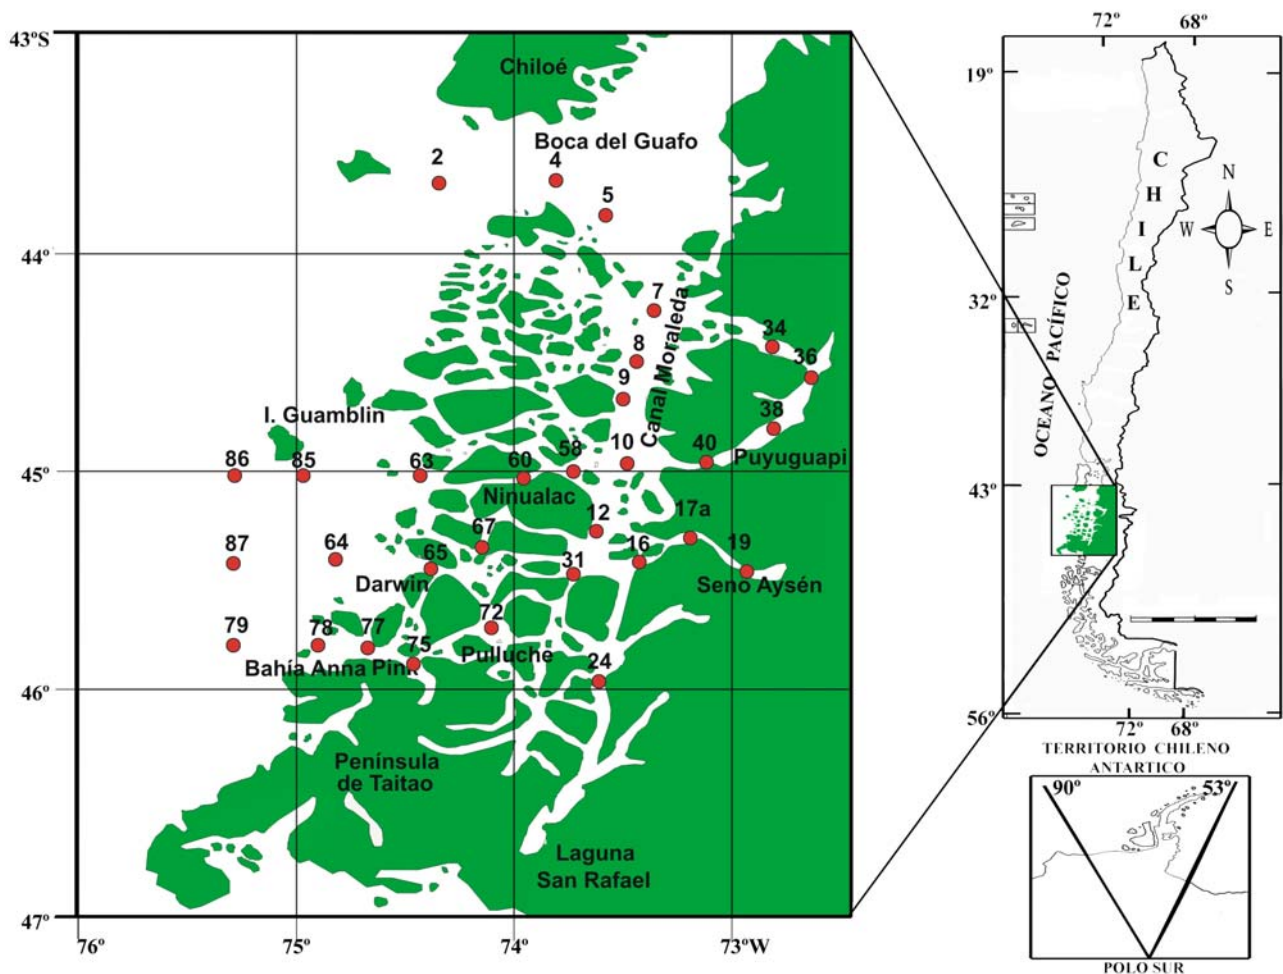 43ºS
Chiloé
Boca del Guafo
2
4
5
44º
7
8
9
Canal Moraleda
34
36
38
I. Guamblin
86
85
63
60
58
10
40
Puyuguapi
45º
Ninualac
12
17a
87
64
65
67
31
16
19
Darwin
Seno Aysén
79
78
77
75
72
Bahía Anna Pink
Pulluche
24
46º
Península
de Taitao
Laguna
San Rafael
47º
76º
75º
74º
73ºW
72º
68º
19º
C
H
I
L
E
N
W
E
S
32º
OCEANO PACÍFICO
43º
56º
72º
68º
TERRITORIO CHILENO
ANTARTICO
90º
53º
POLO SUR